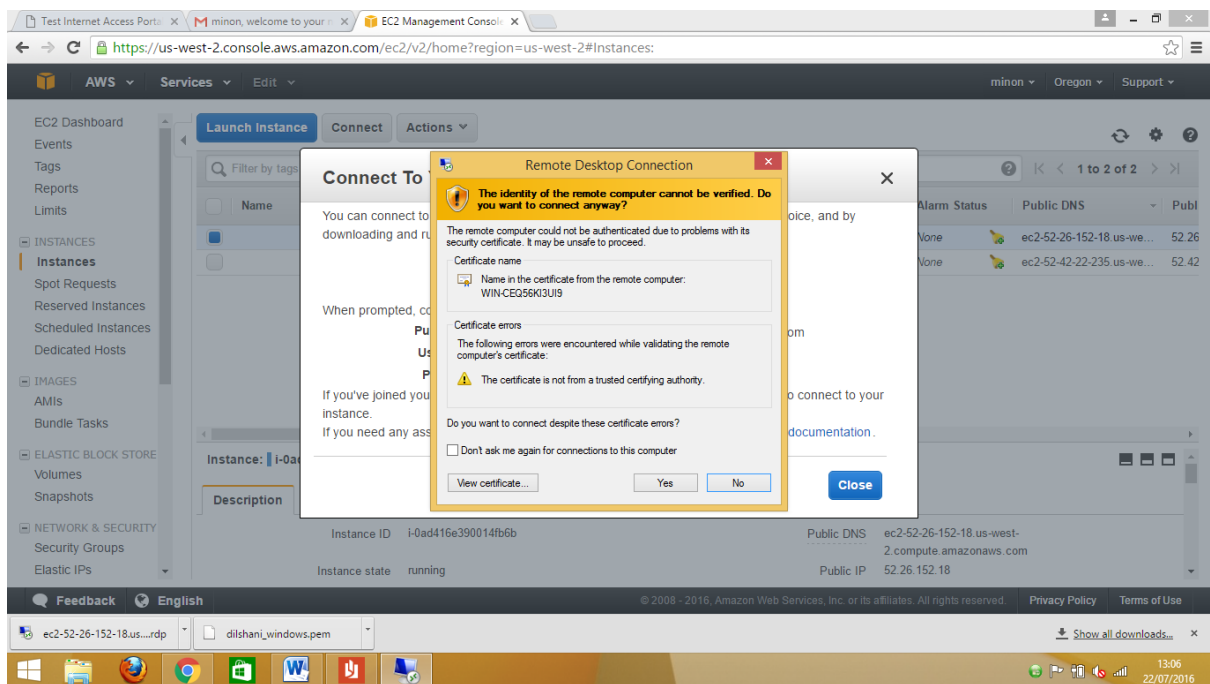 Test Internet Access Porta
minon, welcome to your n
EC2 Management Console
https://us-west-2.console.aws.amazon.com/ec2/v2/home?region=us-west-2#Instances:
AWS Services Edit minon Oregon Support
EC2 Dashboard
Events
Tags
Reports
Limits
INSTANCES
Instances
Spot Requests
Reserved Instances
Scheduled Instances
Dedicated Hosts
IMAGES
AMIs
Bundle Tasks
ELASTIC BLOCK STORE
Volumes
Snapshots
NETWORK & SECURITY
Security Groups
Elastic IPs
Launch Instance Connect Actions
Filter by tags 1 to 2 of 2
Name Alarm Status Public DNS Publ
None ec2-52-26-152-18.us-we... 52.26
None ec2-52-42-22-235.us-we... 52.42
Connect To
You can connect to oice, and by
downloading and ru
When prompted, co
Pu om
Us
P
If you've joined you o connect to your
instance.
If you need any ass documentation.
Close
Remote Desktop Connection
The identity of the remote computer cannot be verified. Do
you want to connect anyway?
The remote computer could not be authenticated due to problems with its
security certificate. It may be unsafe to proceed.
Certificate name
Name in the certificate from the remote computer:
WIN-CEQ56KI3UI9
Certificate errors
The following errors were encountered while validating the remote
computer's certificate:
The certificate is not from a trusted certifying authority.
Do you want to connect despite these certificate errors?
Don't ask me again for connections to this computer
View certificate... Yes No
Instance: i-0ad
Description
Instance ID i-0ad416e390014fb6b
Instance state running
Public DNS ec2-52-26-152-18.us-west-
2.compute.amazonaws.com
Public IP 52.26.152.18
Feedback English © 2008 - 2016, Amazon Web Services, Inc. or its affiliates. All rights reserved. Privacy Policy Terms of Use
ec2-52-26-152-18.us....rdp dilshani_windows.pem Show all downloads...
13:06
22/07/2016